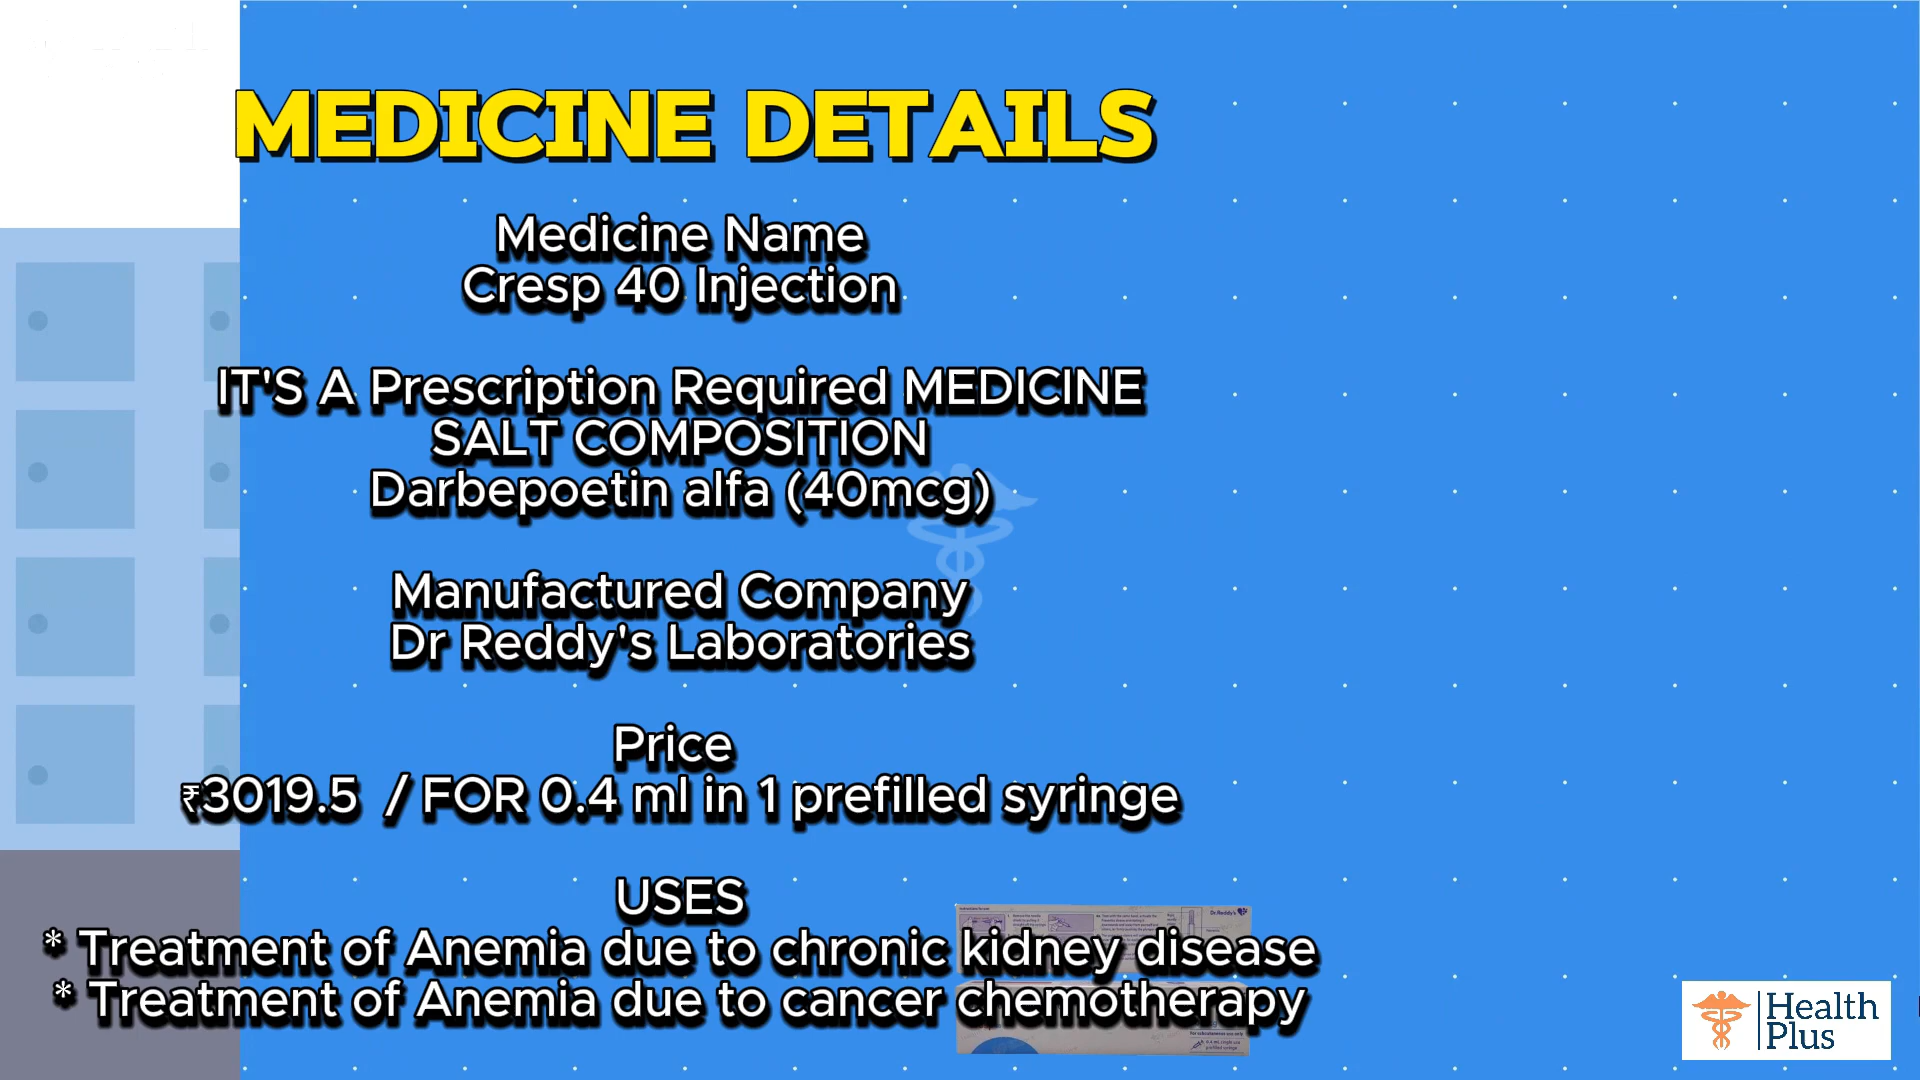 MEDICINE DETAILS
Medicine Name
Cresp 40 Injection
IT'S A Prescription Required MEDICINE
SALT COMPOSITION
Darbepoetin alfa (40mcg)
Manufactured Company
Dr Reddy's Laboratories
Price
₹3019.5 / FOR 0.4 ml in 1 prefilled syringe
USES
* Treatment of Anemia due to chronic kidney disease
* Treatment of Anemia due to cancer chemotherapy
Dr.Reddy's
Health
Plus